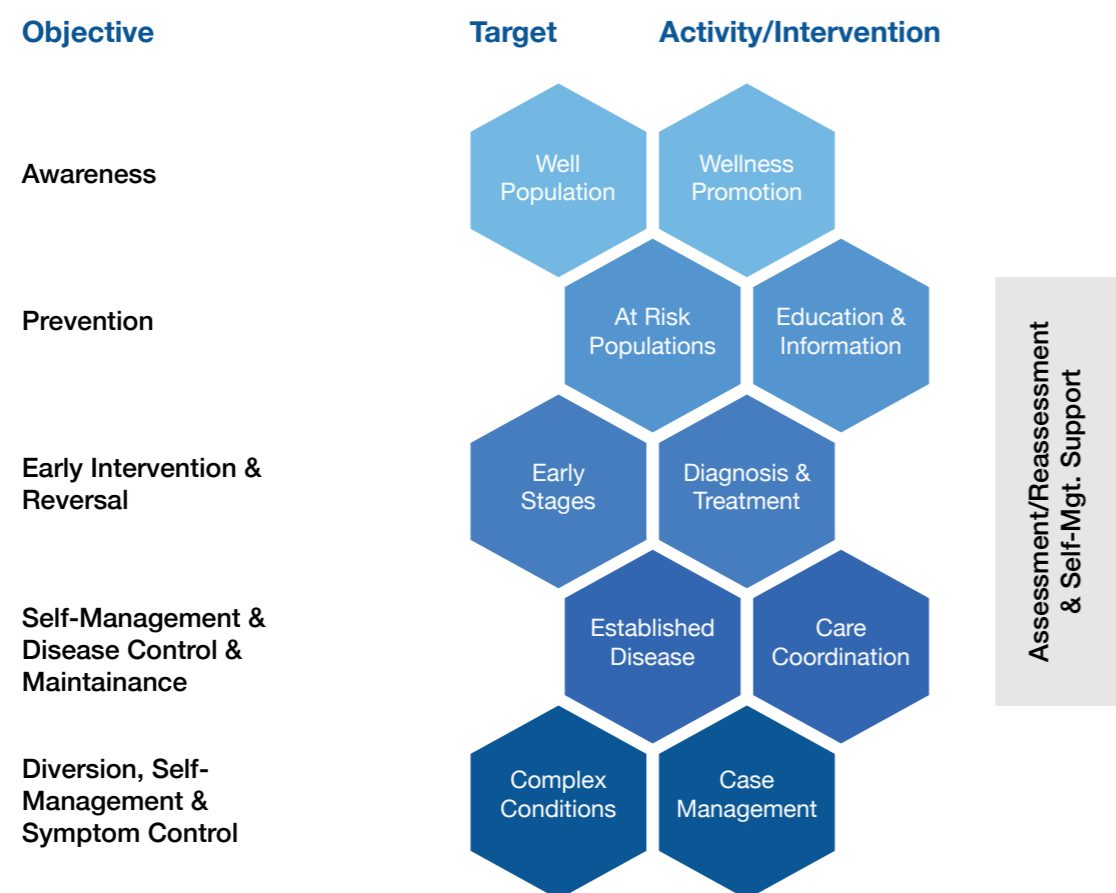 Objective
Target
Activity/Intervention
Awareness
Well
Population
Wellness
Promotion
Prevention
At Risk
Populations
Education &
Information
Early Intervention &
Reversal
Early
Stages
Diagnosis &
Treatment
Self-Management &
Disease Control &
Maintainance
Established
Disease
Care
Coordination
Diversion, Self-
Management &
Symptom Control
Complex
Conditions
Case
Management
Assessment/Reassessment
& Self-Mgt. Support